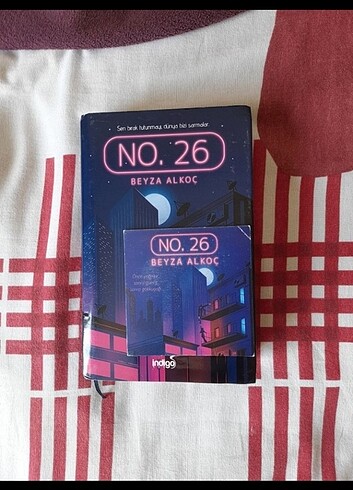 Sen bırak tutunmayı, dünya bizi sarmalar.
NO. 26
BEYZA ALKOÇ
NO. 26
BEYZA ALKOÇ
indigo